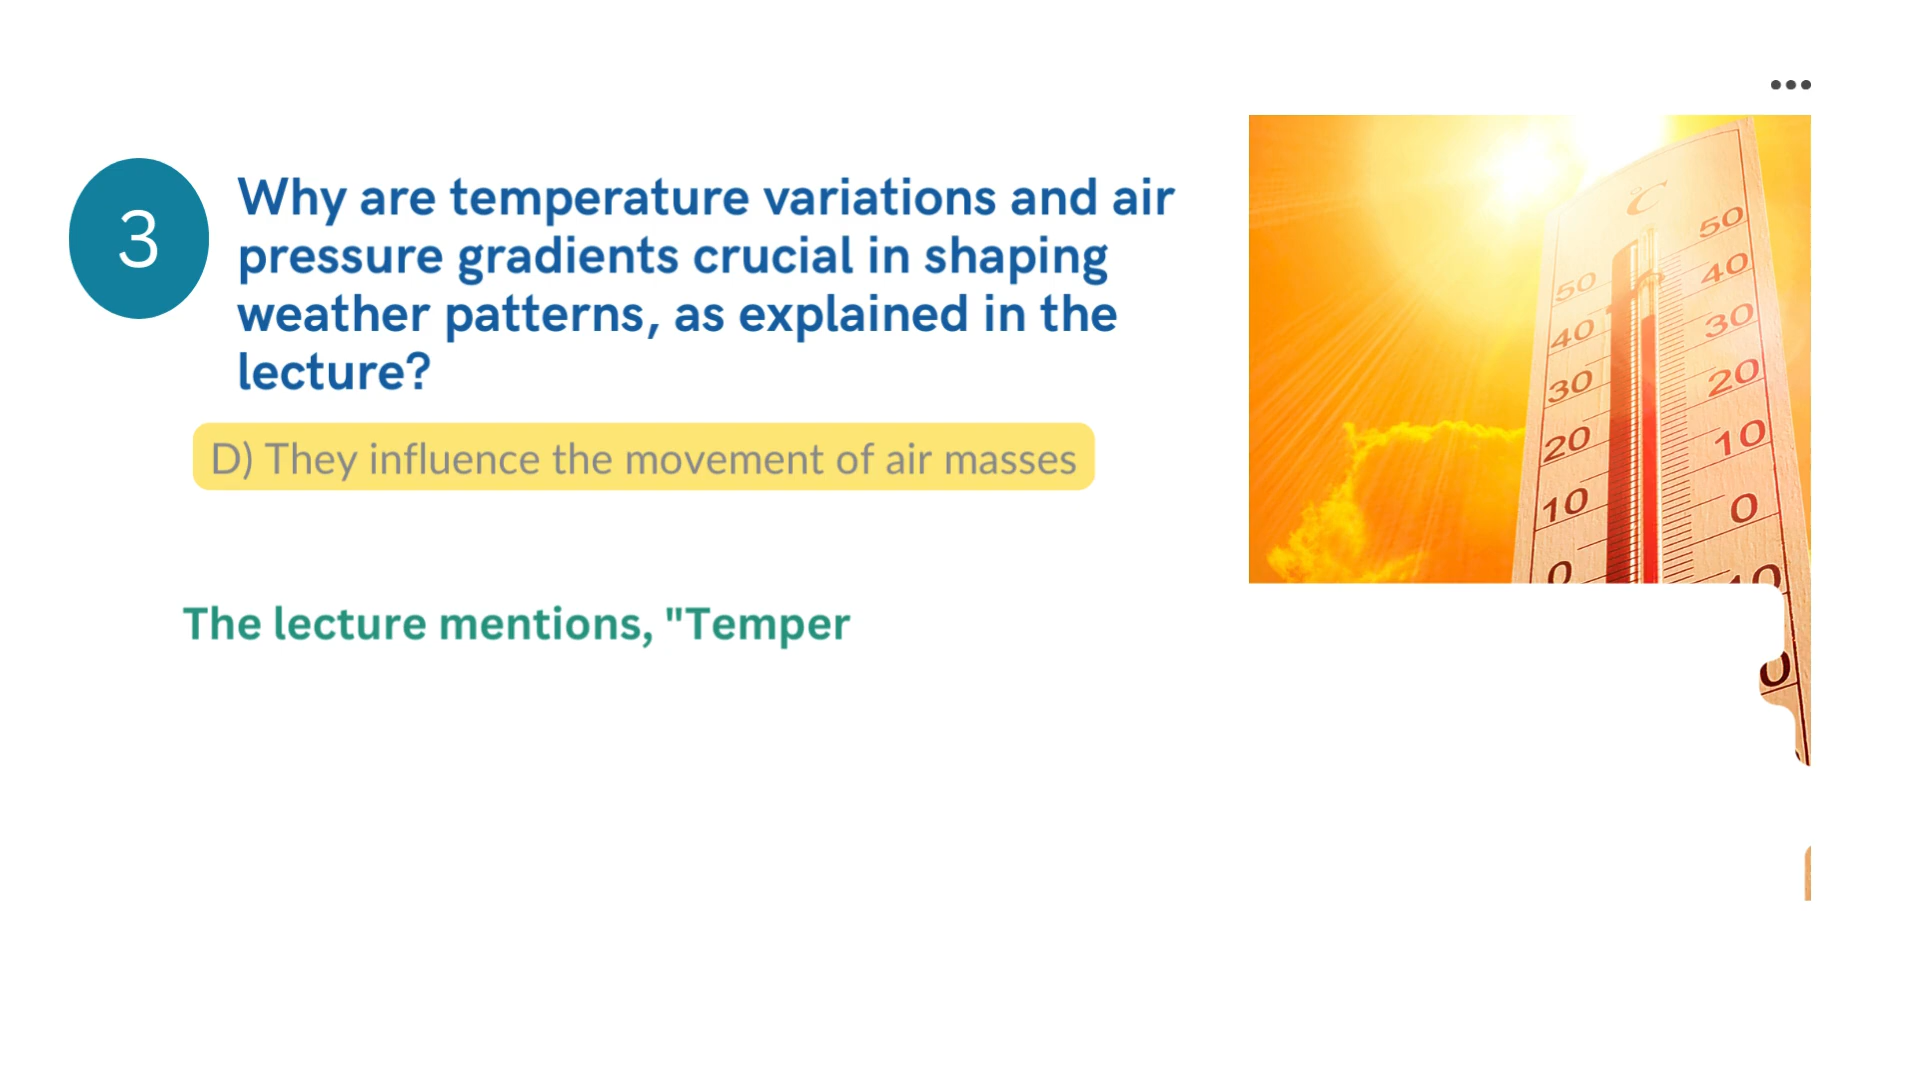 3
Why are temperature variations and air
pressure gradients crucial in shaping
weather patterns, as explained in the
lecture?
D) They influence the movement of air masses
The lecture mentions, "Temper
°C
50
50
40
40
30
30
20
20
10
10
0
0
10
0